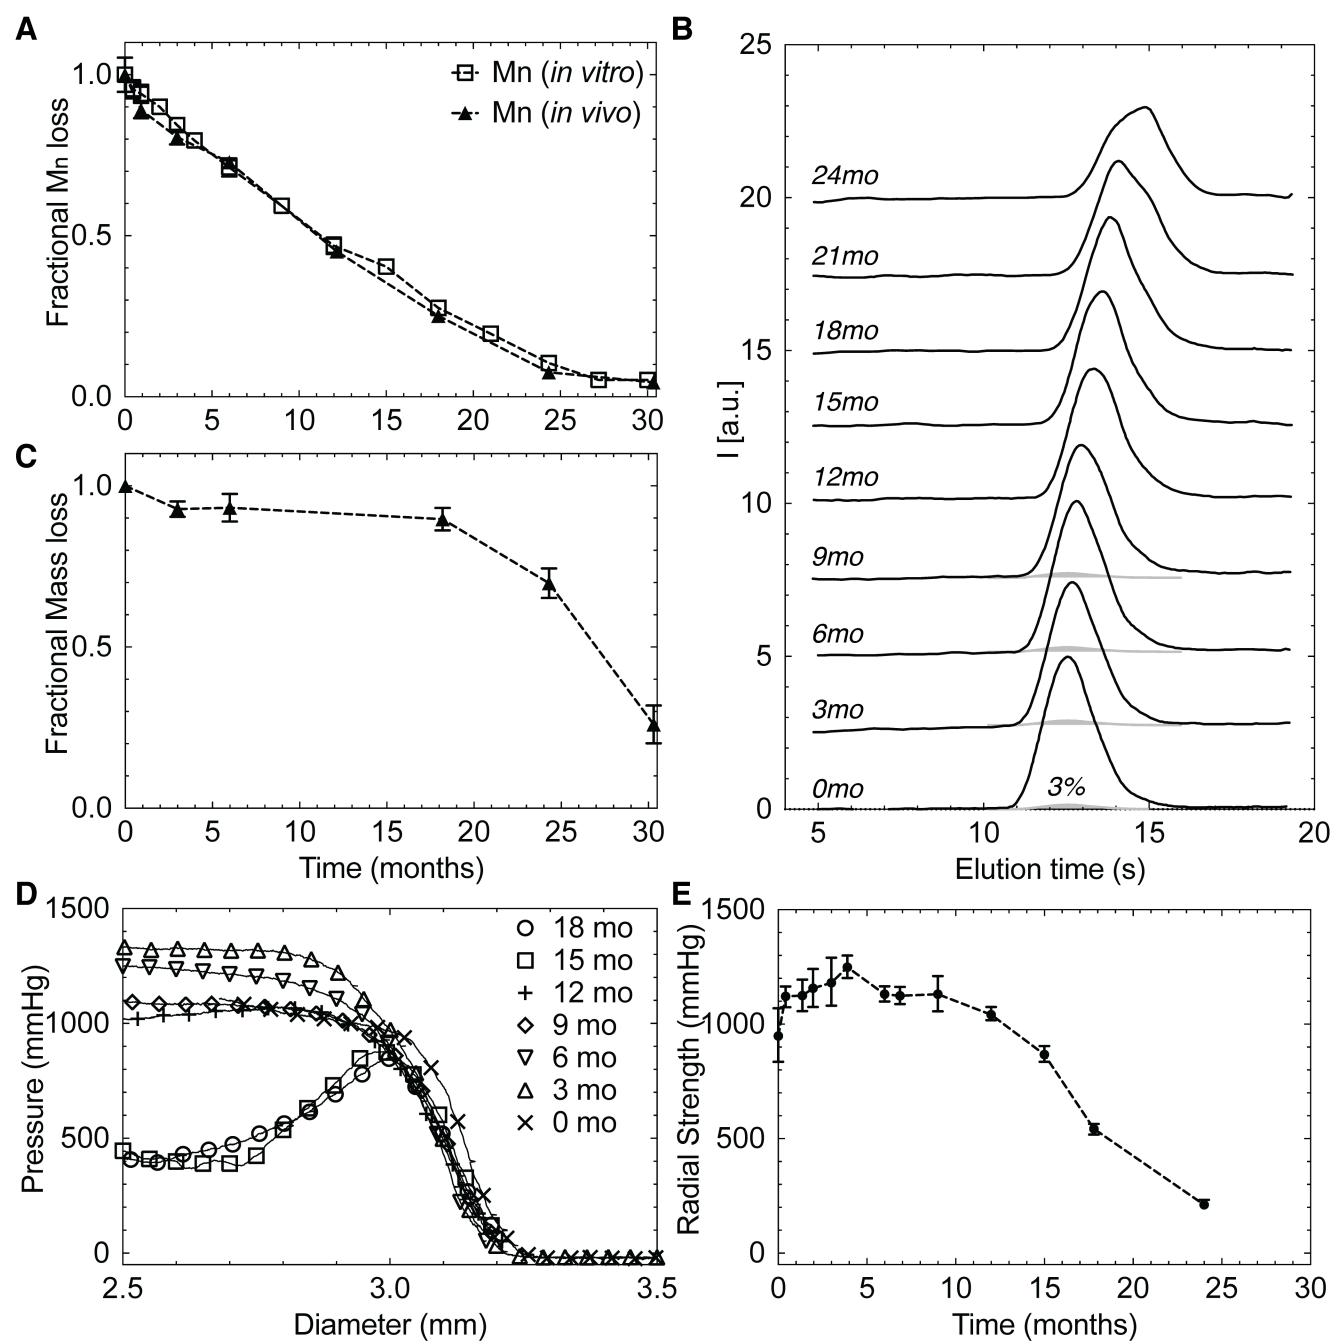 A
Fractional Mn loss
1.0
0.5
0.0
Mn (in vitro)
Mn (in vivo)
0 5 10 15 20 25 30
B
I [a.u.]
25
20
15
10
5
0
24mo
21mo
18mo
15mo
12mo
9mo
6mo
3mo
0mo
3%
5 10 15 20
Elution time (s)
C
Fractional Mass loss
1.0
0.5
0.0
0 5 10 15 20 25 30
Time (months)
D
Pressure (mmHg)
1500
1000
500
0
18 mo
15 mo
12 mo
9 mo
6 mo
3 mo
0 mo
2.5 3.0 3.5
Diameter (mm)
E
Radial Strength (mmHg)
1500
1000
500
0
0 5 10 15 20 25 30
Time (months)